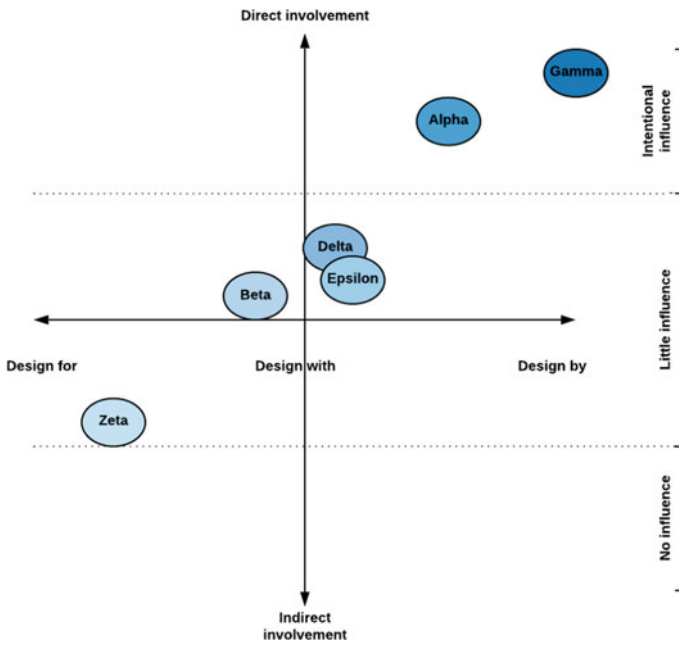 Direct involvement
Gamma
Alpha
Intentional
influence
Delta
Epsilon
Beta
Little influence
Design for
Design with
Design by
Zeta
No influence
Indirect
involvement